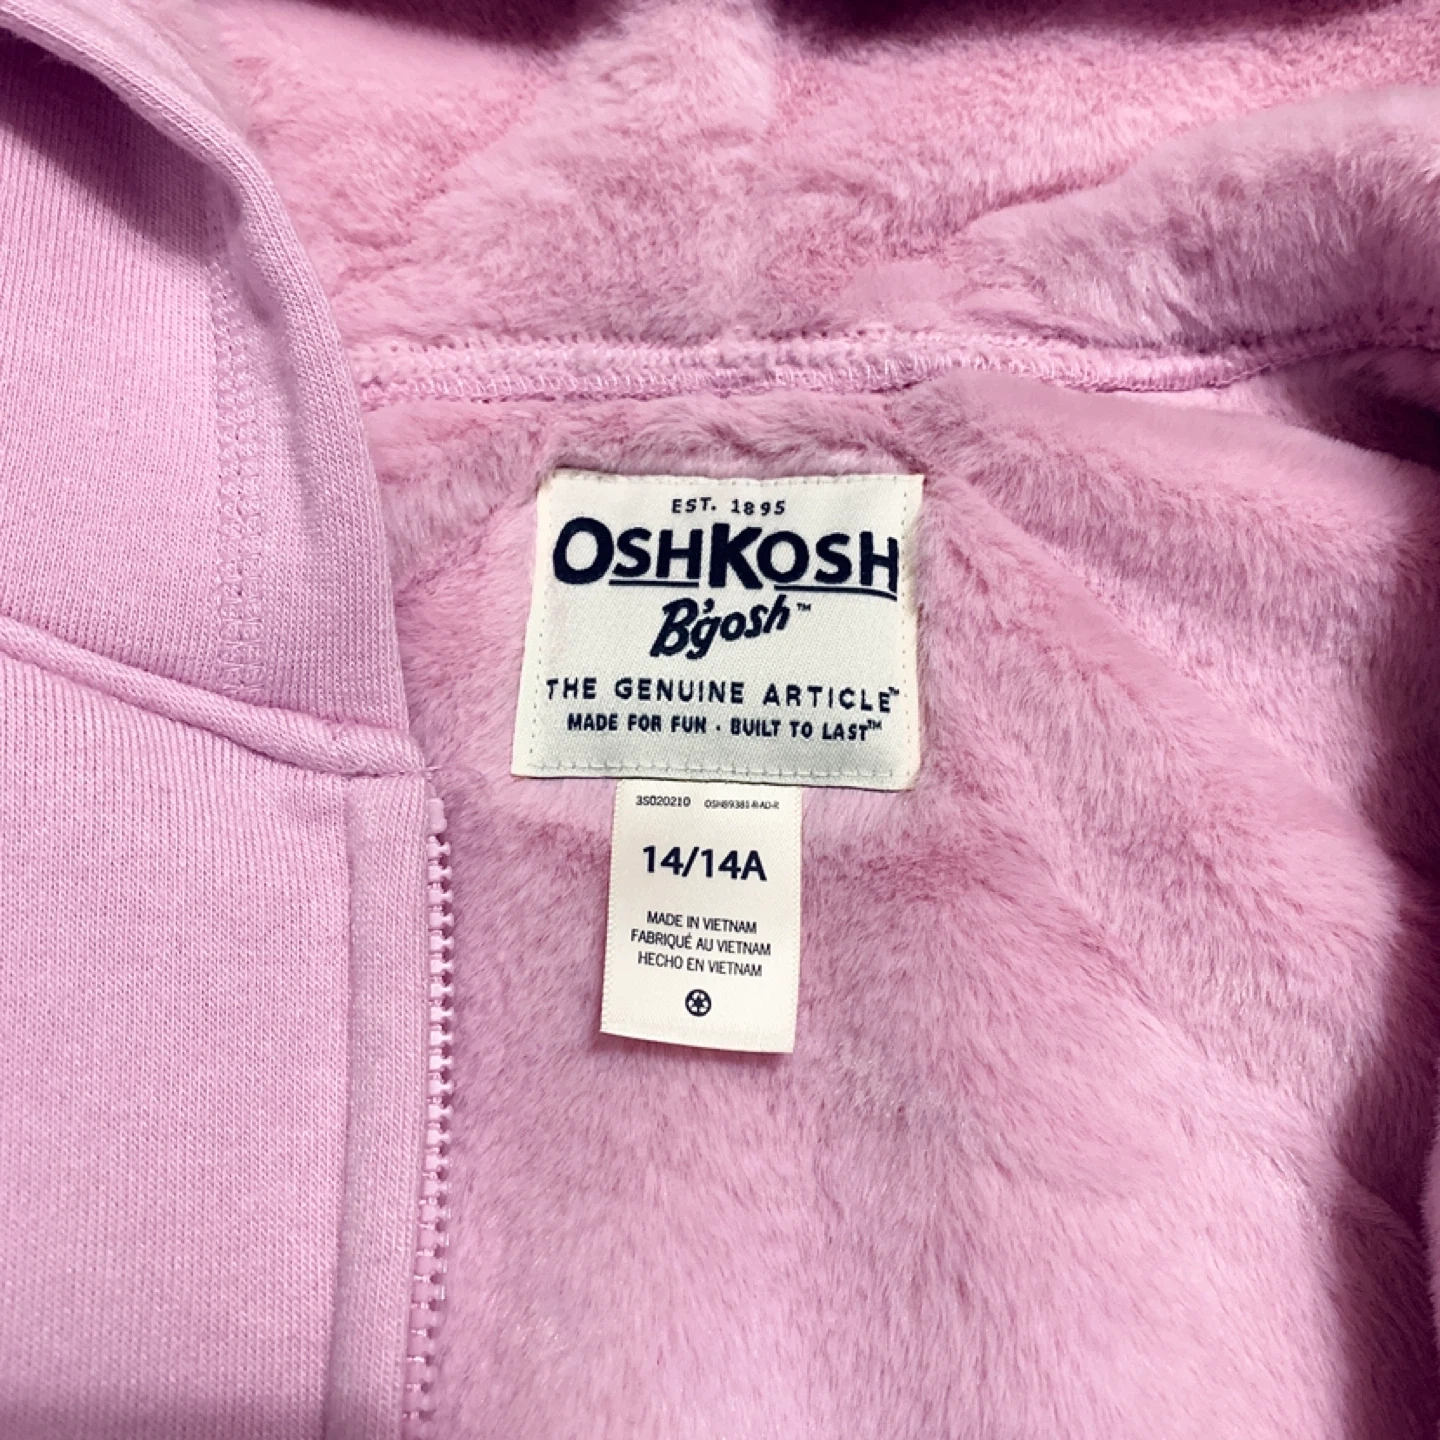 EST. 1895
OSHKOSH
B'gosh™
THE GENUINE ARTICLE™
MADE FOR FUN · BUILT TO LAST™
3S020210
14/14A
MADE IN VIETNAM
FABRIQUÉ AU VIETNAM
HECHO EN VIETNAM